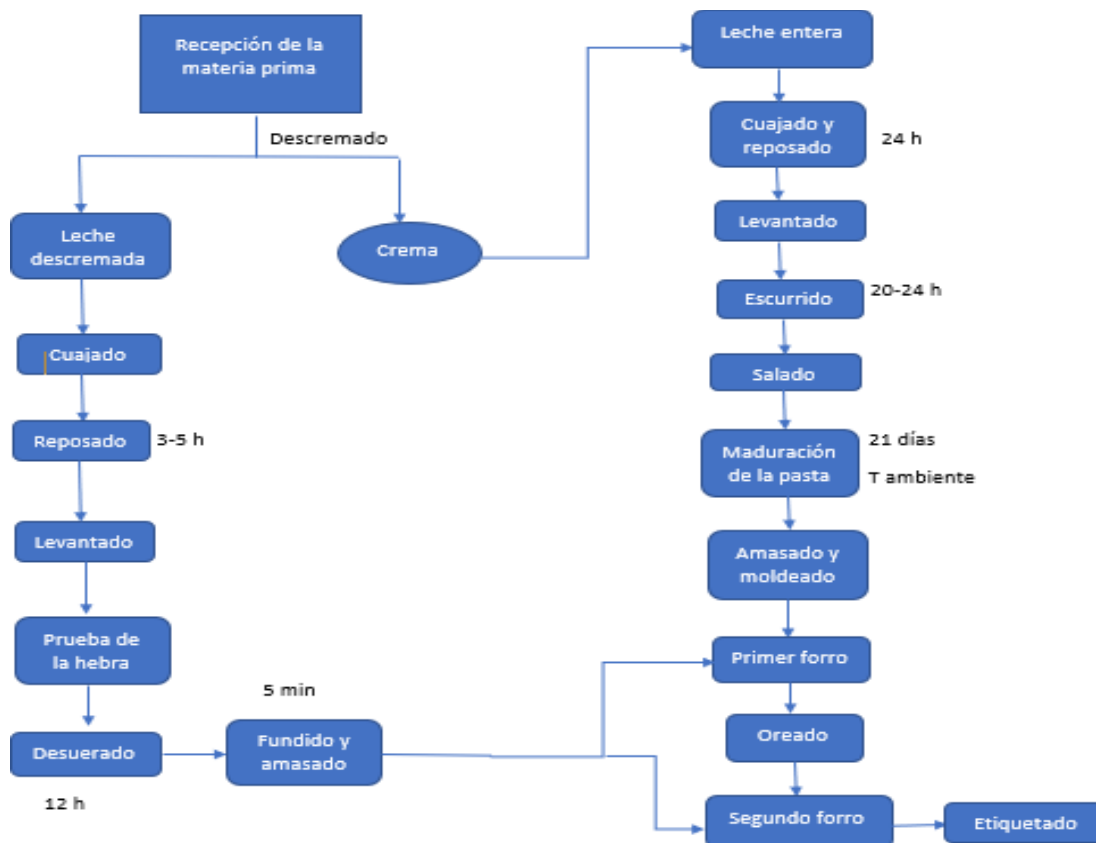 Recepción de la
materia prima
Descremado
Leche
descremada
Crema
Cuajado
Reposado
3-5 h
Levantado
Prueba de
la hebra
Desuerado
12 h
5 min
Fundido y
amasado
Leche entera
Cuajado y
reposado
24 h
Levantado
Escurrido
20-24 h
Salado
Maduración
de la pasta
21 días
T ambiente
Amasado y
moldeado
Primer forro
Oreado
Segundo forro
Etiquetado